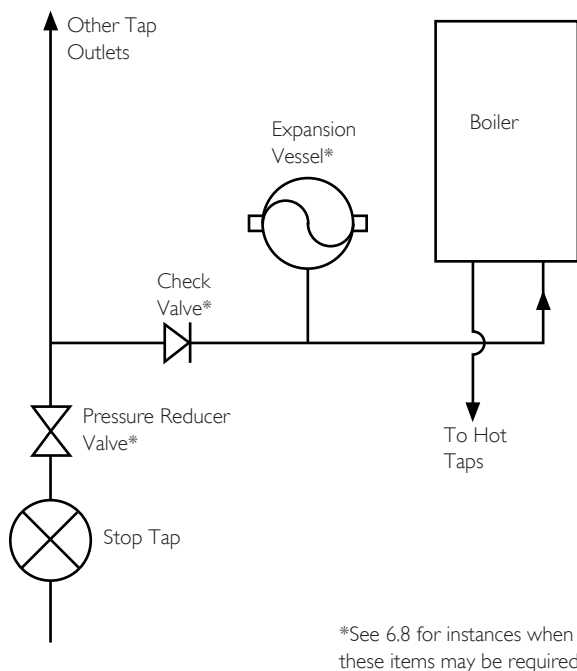 Other Tap
Outlets
Boiler
Expansion
Vessel*
Check
Valve*
Pressure Reducer
Valve*
To Hot
Taps
Stop Tap
*See 6.8 for instances when
these items may be required